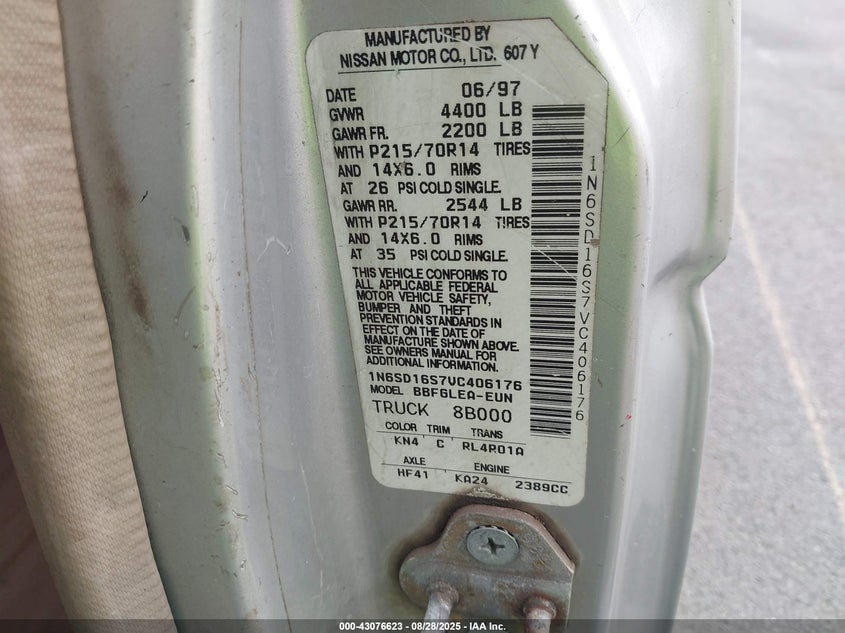 MANUFACTURED BY
NISSAN MOTOR CO., LTD. 607 Y
DATE 06/97
GVWR 4400 LB
GAWR FR. 2200 LB
WITH P215/70R14 TIRES
AND 14X6.0 RIMS
AT 26 PSI COLD SINGLE.
GAWR RR. 2544 LB
WITH P215/70R14 TIRES
AND 14X6.0 RIMS
AT 35 PSI COLD SINGLE.
THIS VEHICLE CONFORMS TO
ALL APPLICABLE FEDERAL
MOTOR VEHICLE SAFETY,
BUMPER AND THEFT
PREVENTION STANDARDS IN
EFFECT ON THE DATE OF
MANUFACTURE SHOWN ABOVE.
SEE OWNERS MANUAL FOR
ADDITIONAL INFORMATION.
1N6SD16S7VC406176
MODEL BBF6LEA-EUN
TRUCK 8B000
COLOR TRIM TRANS
KN4 C RL4R01A
AXLE ENGINE
HF41 KA24 2389CC
1N6SD16S7VC406176
000-43076623 - 08/28/2025 - IAA Inc.